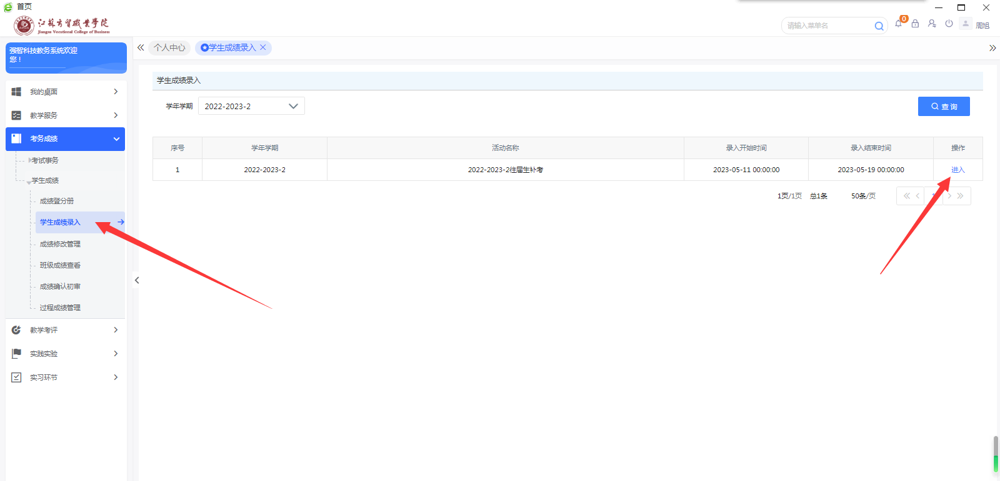 首页
江蘇商貿職業學院
Jiangsu Vocational College of Business
请输入菜单名
0
周旭
强智科技教务系统欢迎
您！
个人中心
学生成绩录入
我的桌面
教学服务
考务成绩
考试事务
学生成绩
成绩登分册
学生成绩录入
成绩修改管理
班级成绩查看
成绩确认初审
过程成绩管理
教学考评
实践实验
实习环节
学生成绩录入
学年学期 2022-2023-2
查 询
序号 学年学期 活动名称 录入开始时间 录入结束时间 操作
1 2022-2023-2 2022-2023-2往届生补考 2023-05-11 00:00:00 2023-05-19 00:00:00 进入
1页/1页 总1条 50条/页